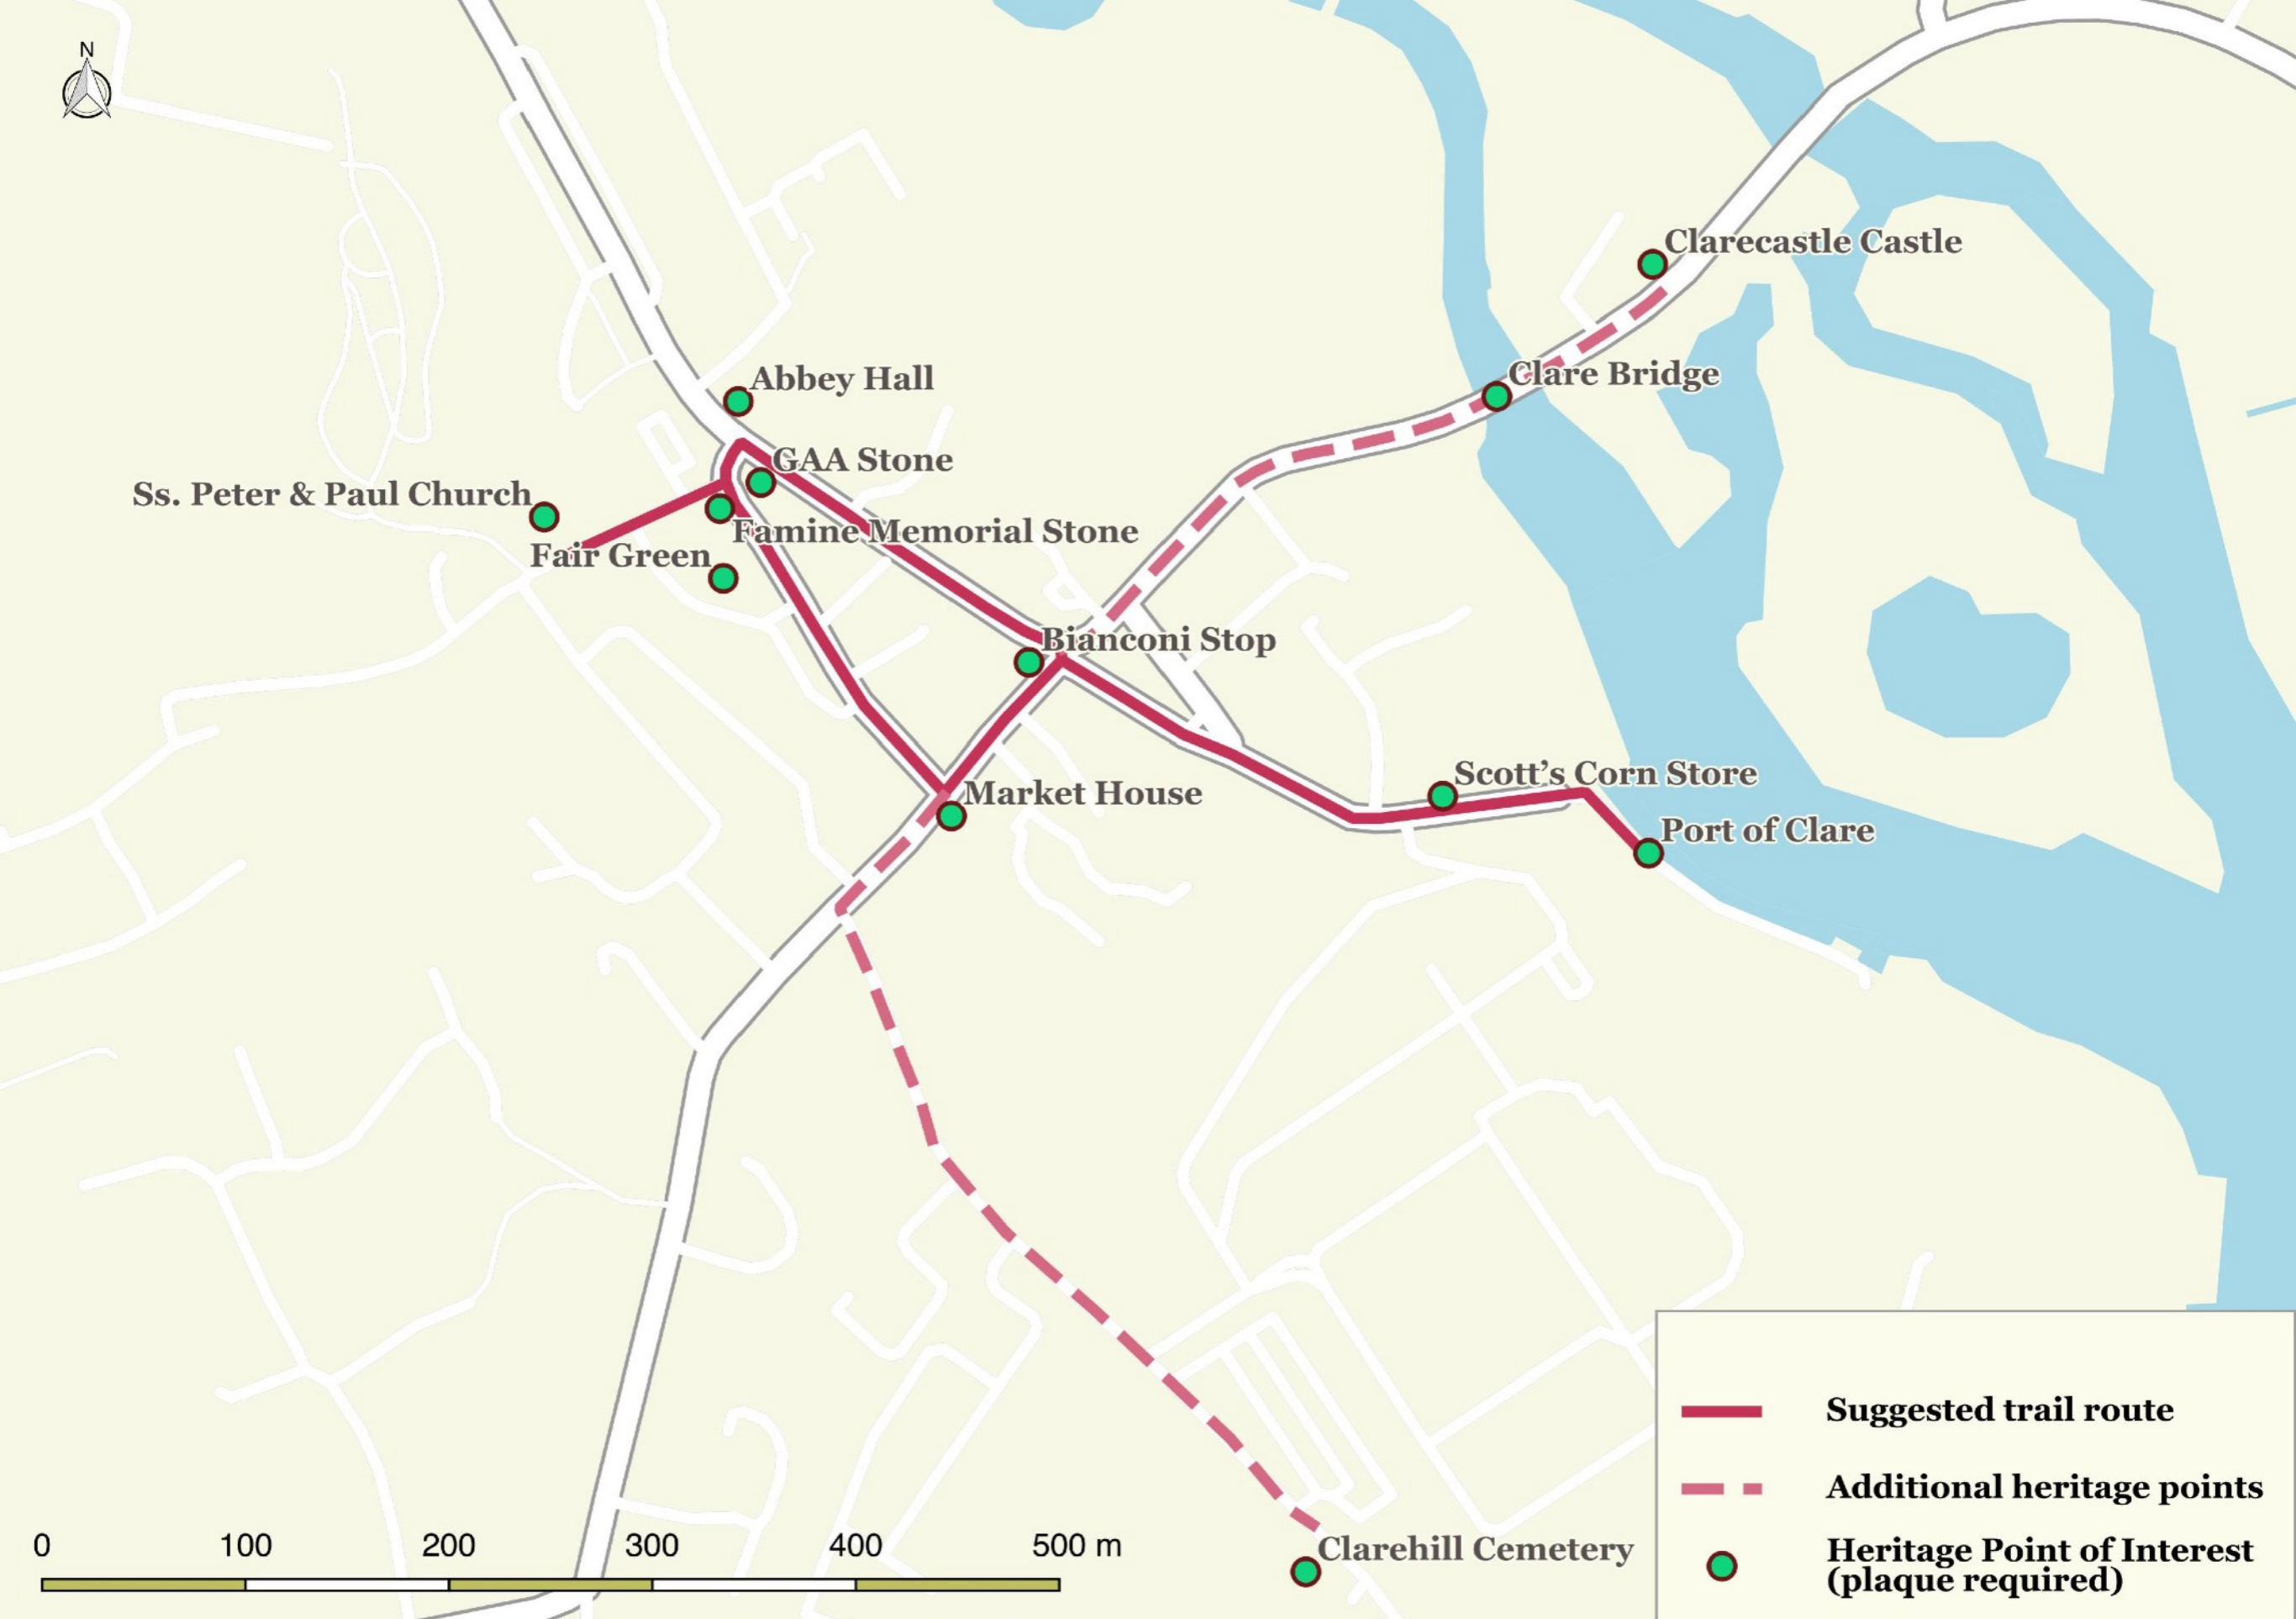 N
Clarecastle Castle
Clare Bridge
Abbey Hall
GAA Stone
Ss. Peter & Paul Church
Famine Memorial Stone
Fair Green
Bianconi Stop
Scott’s Corn Store
Market House
Port of Clare
Suggested trail route
Additional heritage points
Heritage Point of Interest
(plaque required)
Clarehill Cemetery
0 100 200 300 400 500 m